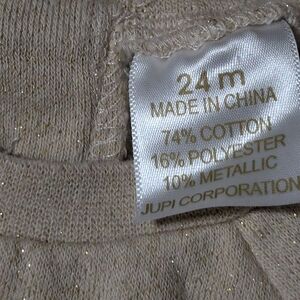 24 m
MADE IN CHINA
74% COTTON
16% POLYESTER
10% METALLIC
JUPI CORPORATION